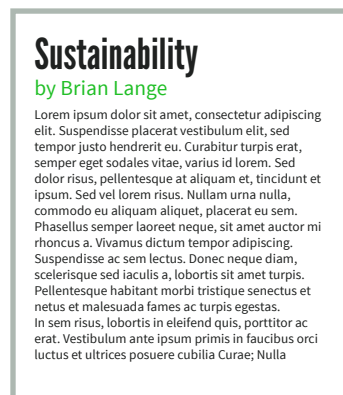 Sustainability
by Brian Lange
Lorem ipsum dolor sit amet, consectetur adipiscing
elit. Suspendisse placerat vestibulum elit, sed
tempor justo hendrerit eu. Curabitur turpis erat,
semper eget sodales vitae, varius id lorem. Sed
dolor risus, pellentesque at aliquam et, tincidunt et
ipsum. Sed vel lorem risus. Nullam urna nulla,
commodo eu aliquam aliquet, placerat eu sem.
Phasellus semper laoreet neque, sit amet auctor mi
rhoncus a. Vivamus dictum tempor adipiscing.
Suspendisse ac sem lectus. Donec neque diam,
scelerisque sed iaculis a, lobortis sit amet turpis.
Pellentesque habitant morbi tristique senectus et
netus et malesuada fames ac turpis egestas.
In sem risus, lobortis in eleifend quis, porttitor ac
erat. Vestibulum ante ipsum primis in faucibus orci
luctus et ultrices posuere cubilia Curae; Nulla